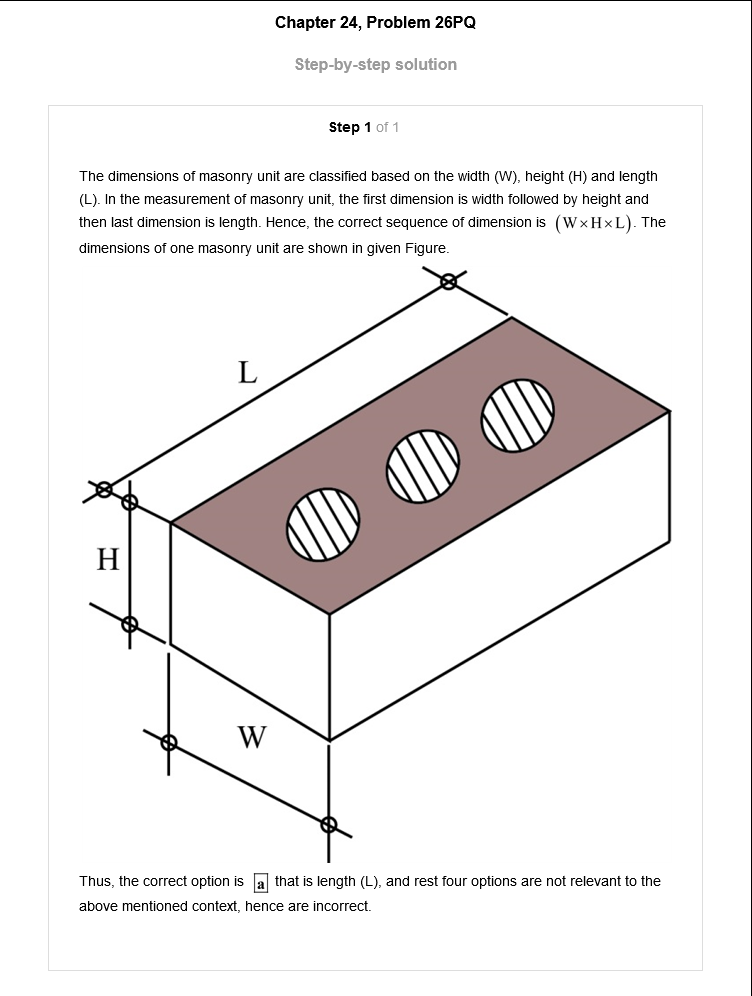 Chapter 24, Problem 26PQ
Step-by-step solution
Step 1 of 1
The dimensions of masonry unit are classified based on the width (W), height (H) and length
(L). In the measurement of masonry unit, the first dimension is width followed by height and
then last dimension is length. Hence, the correct sequence of dimension is (W×H×L). The
dimensions of one masonry unit are shown in given Figure.
L
H
W
Thus, the correct option is a that is length (L), and rest four options are not relevant to the
above mentioned context, hence are incorrect.